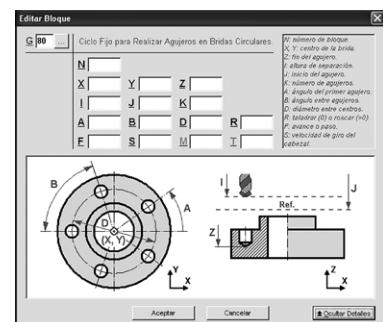 Editar Bloque
G 80 ... Ciclo Fijo para Realizar Agujeros en Bridas Circulares.
N
X Y Z
I J K
A B D R
F S M T
N: número de bloque.
X, Y: centro de la brida.
Z: fin del agujero.
I: altura de separación.
J: inicio del agujero.
K: número de agujeros.
A: ángulo del primer agujero.
B: ángulo entre agujeros.
D: diámetro entre centros.
R: taladrar (0) o roscar (>0).
F: avance o paso.
S: velocidad de giro del
cabezal.
B
A
D
(X, Y)
Y
X
I
J
Ref.
Z
Z
X
Aceptar Cancelar Ocultar Detalles